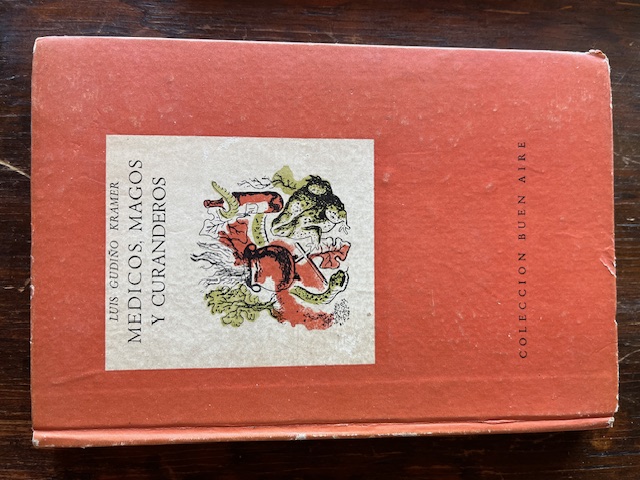 LUIS GUDIÑO KRAMER
MEDICOS, MAGOS
Y CURANDEROS
COLECCION BUEN AIRE